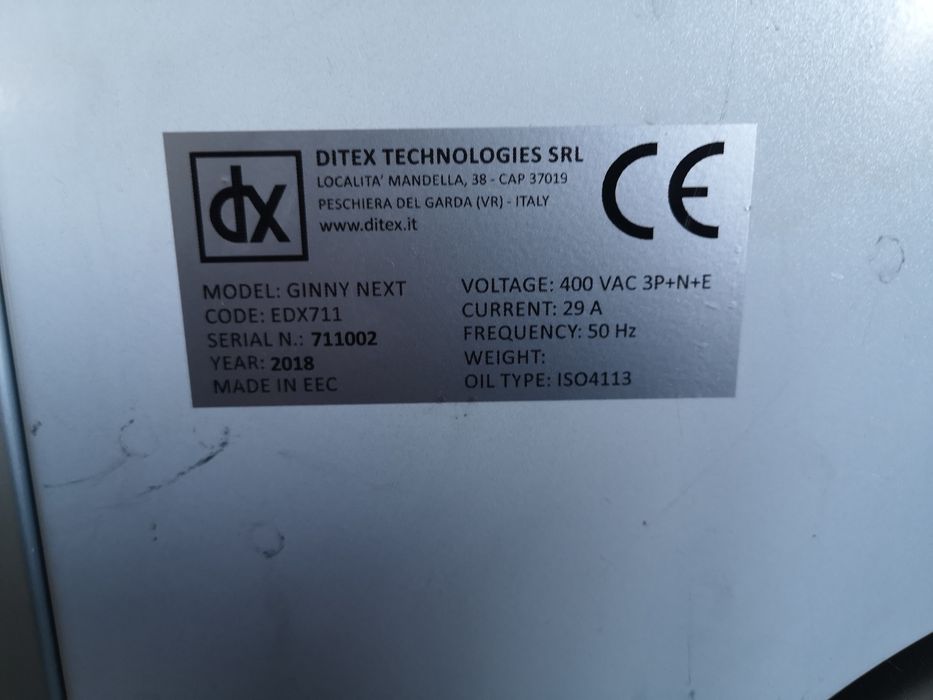 dx
DITEX TECHNOLOGIES SRL
LOCALITA' MANDELLA, 38 - CAP 37019
PESCHIERA DEL GARDA (VR) - ITALY
www.ditex.it
CE
MODEL: GINNY NEXT
CODE: EDX711
SERIAL N.: 711002
YEAR: 2018
MADE IN EEC
VOLTAGE: 400 VAC 3P+N+E
CURRENT: 29 A
FREQUENCY: 50 Hz
WEIGHT:
OIL TYPE: ISO4113